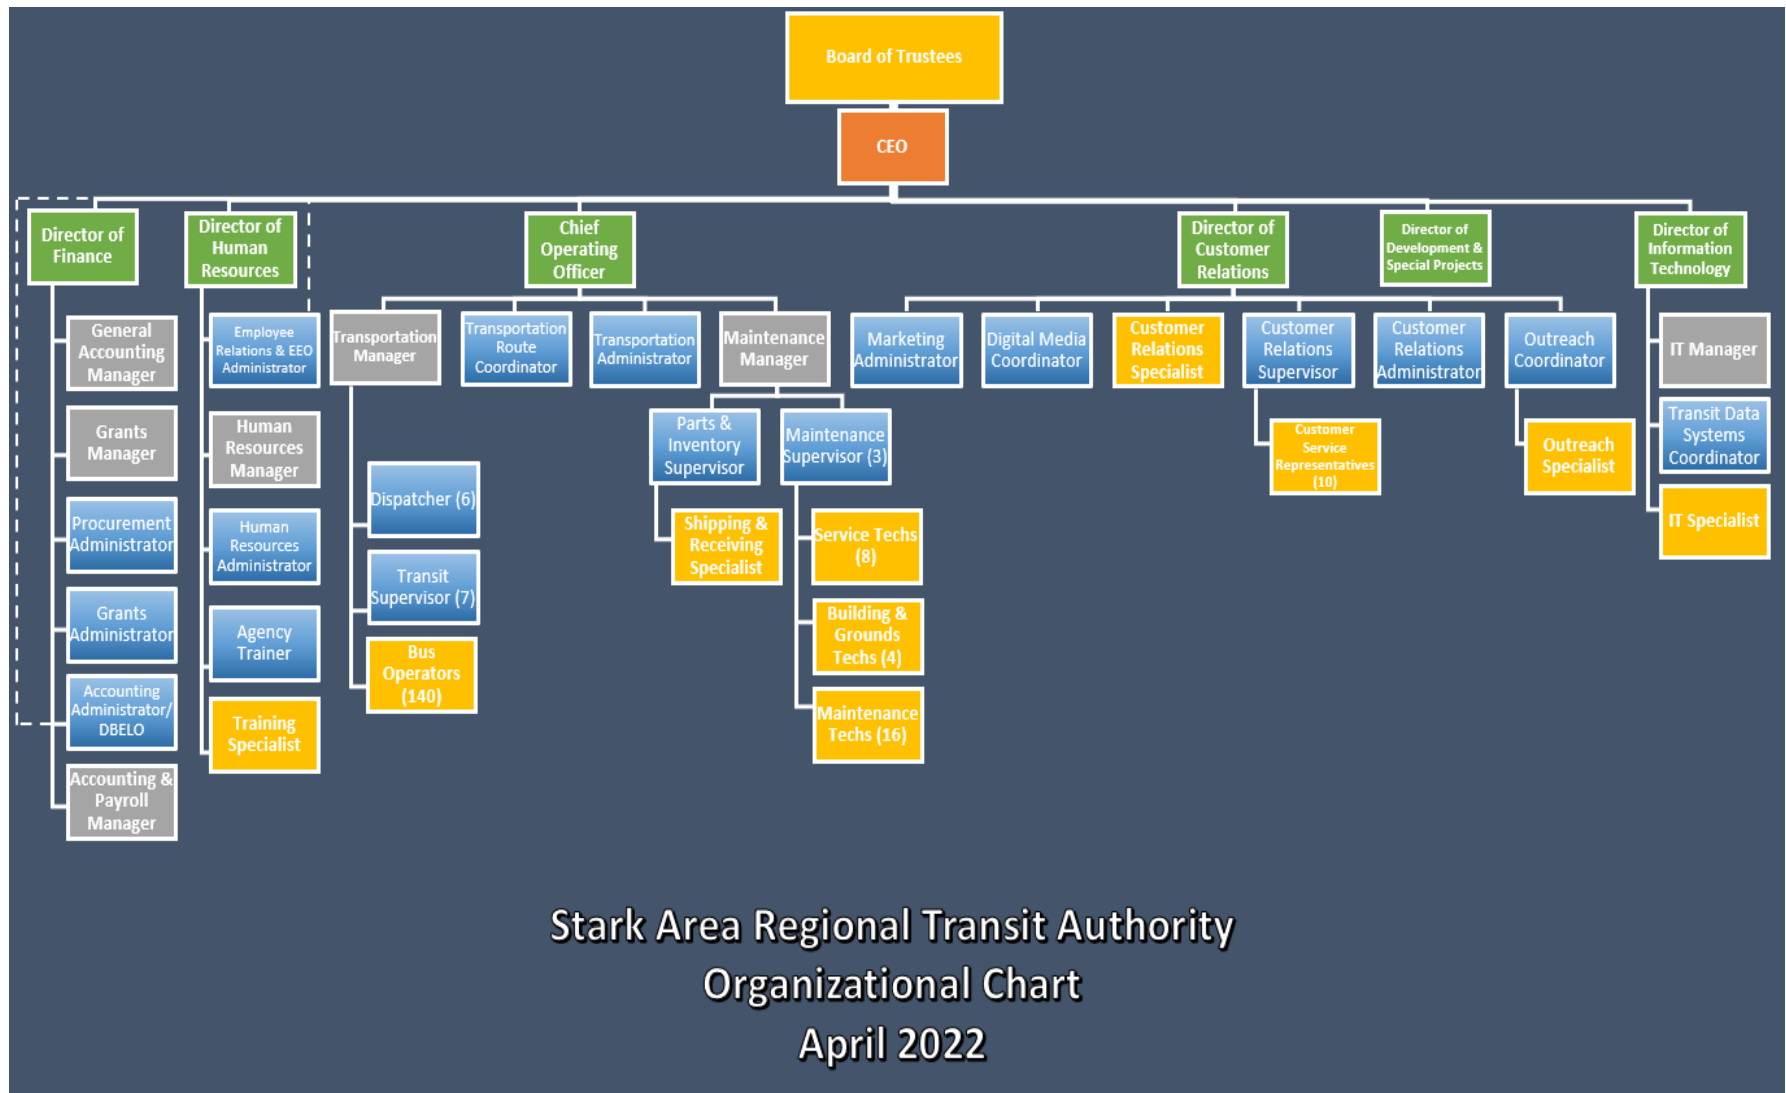 Board of Trustees
CEO
Director of
Finance
Director of
Human
Resources
Chief
Operating
Officer
Director of
Customer
Relations
Director of
Development &
Special Projects
Director of
Information
Technology
General
Accounting
Manager
Grants
Manager
Procurement
Administrator
Grants
Administrator
Accounting
Administrator/
DBELO
Accounting &
Payroll
Manager
Employee
Relations & EEO
Administrator
Human
Resources
Manager
Human
Resources
Administrator
Agency
Trainer
Training
Specialist
Transportation
Manager
Transportation
Route
Coordinator
Transportation
Administrator
Maintenance
Manager
Dispatcher (6)
Transit
Supervisor (7)
Bus
Operators
(140)
Parts &
Inventory
Supervisor
Maintenance
Supervisor (3)
Shipping &
Receiving
Specialist
Service Techs
(8)
Building &
Grounds
Techs (4)
Maintenance
Techs (16)
Marketing
Administrator
Digital Media
Coordinator
Customer
Relations
Specialist
Customer
Relations
Supervisor
Customer
Relations
Administrator
Outreach
Coordinator
Customer
Service
Representatives
(10)
Outreach
Specialist
IT Manager
Transit Data
Systems
Coordinator
IT Specialist
Stark Area Regional Transit Authority
Organizational Chart
April 2022